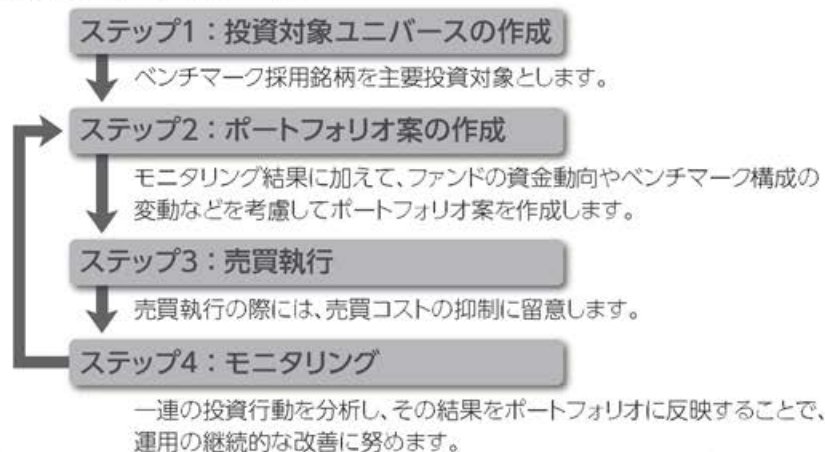 ステップ1：投資対象ユニバースの作成
ベンチマーク採用銘柄を主要投資対象とします。
ステップ2：ポートフォリオ案の作成
モニタリング結果に加えて、ファンドの資金動向やベンチマーク構成の
変動などを考慮してポートフォリオ案を作成します。
ステップ3：売買執行
売買執行の際には、売買コストの抑制に留意します。
ステップ4：モニタリング
一連の投資行動を分析し、その結果をポートフォリオに反映することで、
運用の継続的な改善に努めます。